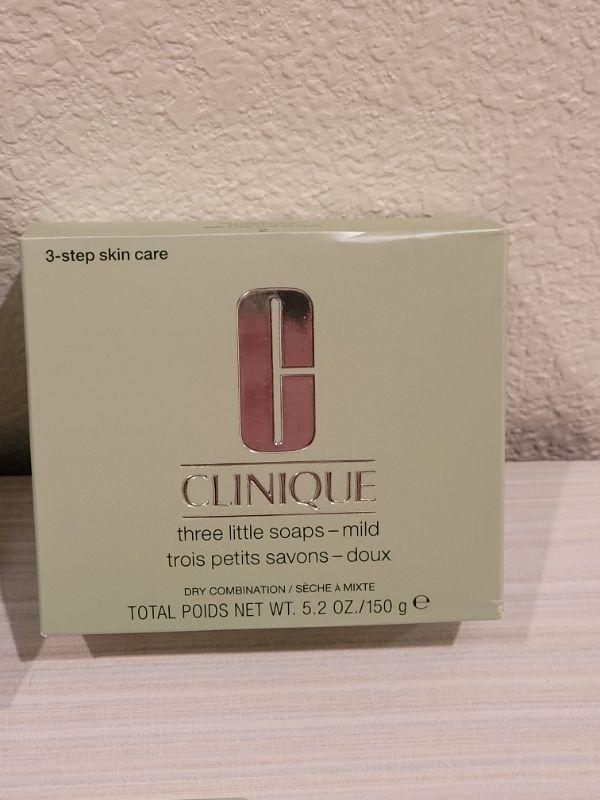 3-step skin care
C
CLINIQUE
three little soaps – mild
trois petits savons – doux
DRY COMBINATION / SÈCHE À MIXTE
TOTAL POIDS NET WT. 5.2 OZ./150 g ℮